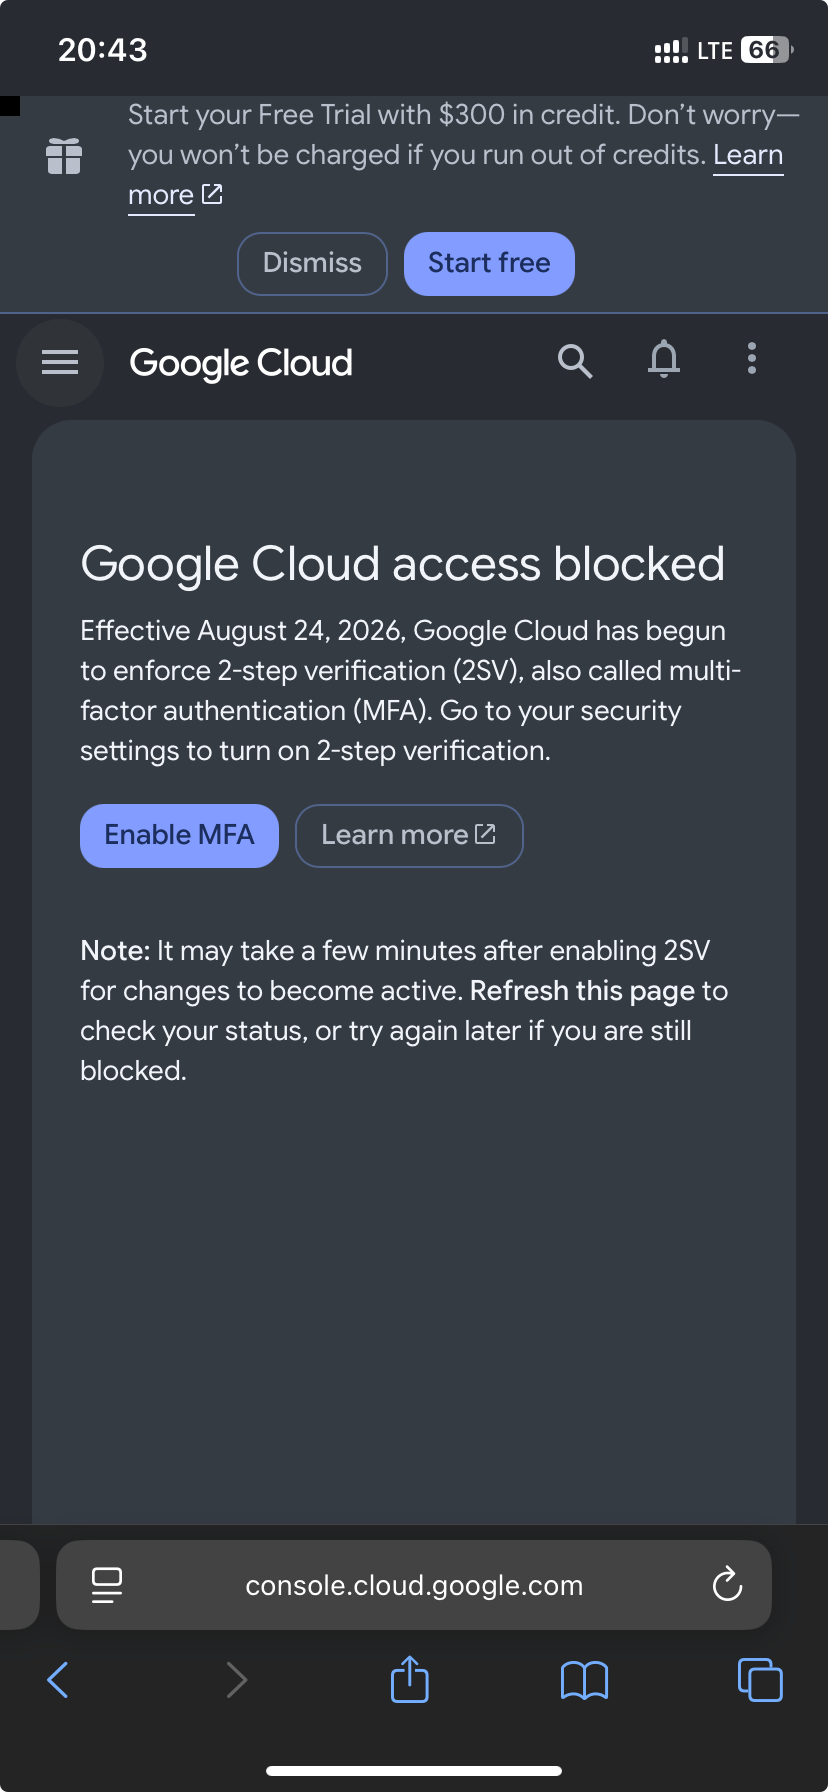 20:43
LTE 66
Start your Free Trial with $300 in credit. Don’t worry—
you won’t be charged if you run out of credits. Learn
more
Dismiss
Start free
Google Cloud
Google Cloud access blocked
Effective August 24, 2026, Google Cloud has begun
to enforce 2-step verification (2SV), also called multi-
factor authentication (MFA). Go to your security
settings to turn on 2-step verification.
Enable MFA
Learn more
Note: It may take a few minutes after enabling 2SV
for changes to become active. Refresh this page to
check your status, or try again later if you are still
blocked.
console.cloud.google.com